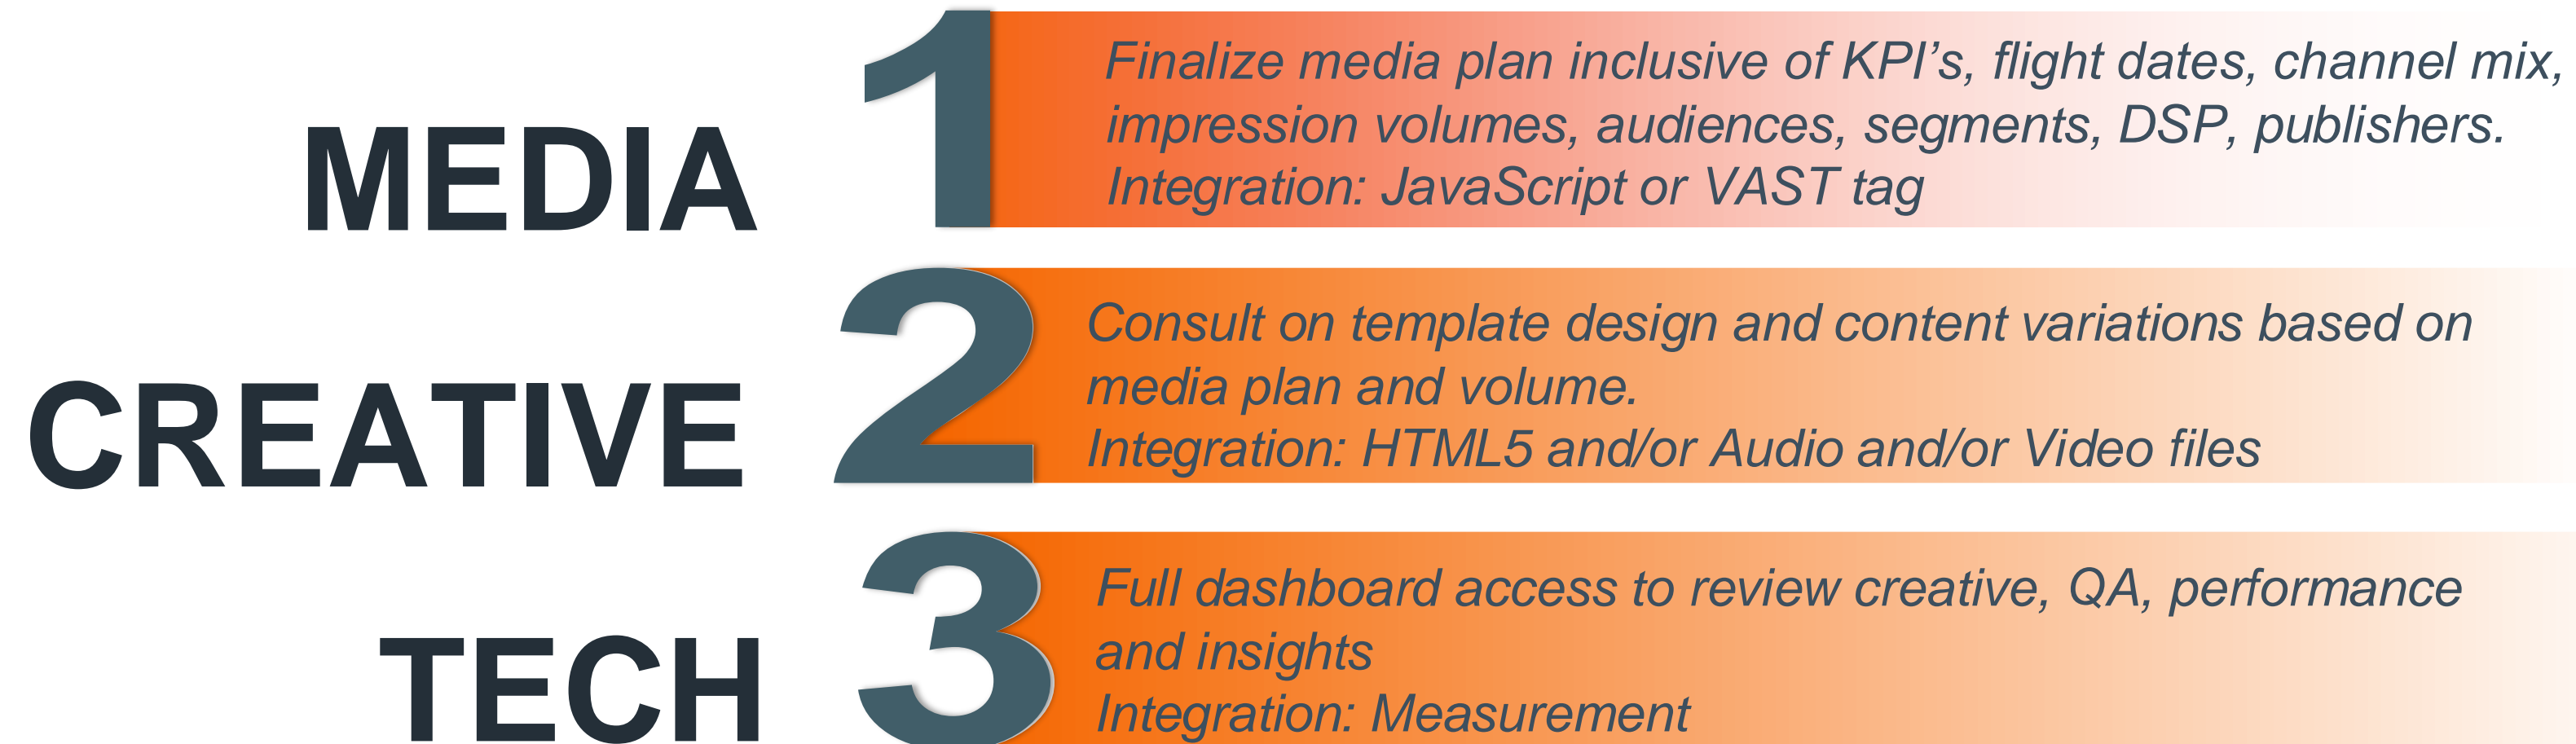 MEDIA
1
Finalize media plan inclusive of KPI’s, flight dates, channel mix,
impression volumes, audiences, segments, DSP, publishers.
Integration: JavaScript or VAST tag
CREATIVE
2
Consult on template design and content variations based on
media plan and volume.
Integration: HTML5 and/or Audio and/or Video files
TECH
3
Full dashboard access to review creative, QA, performance
and insights
Integration: Measurement